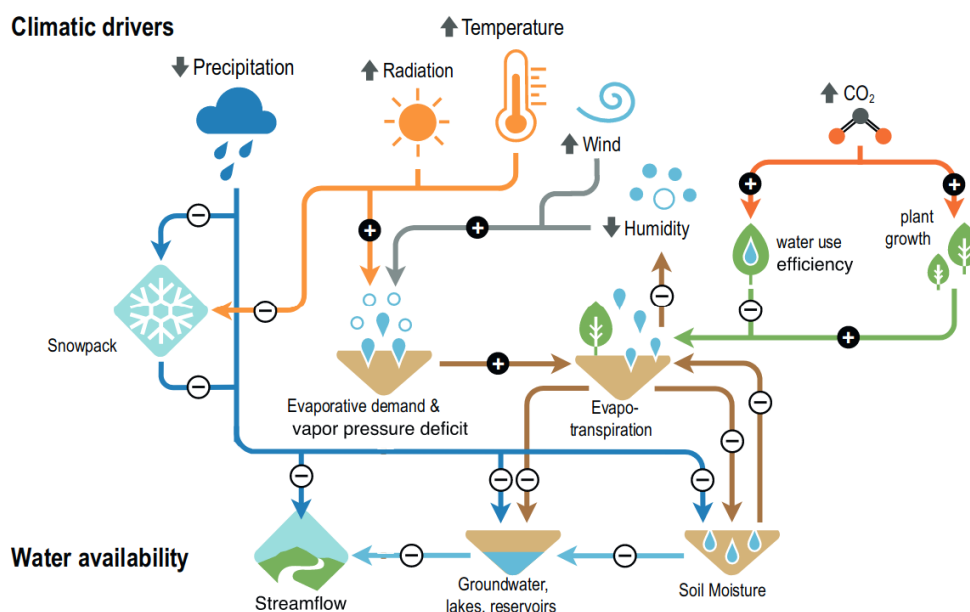 Climatic drivers
Temperature
Precipitation
Radiation
CO₂
Wind
+
+
plant
growth
−
+
+
Humidity
water use
efficiency
−
−
−
Snowpack
+
−
+
Evaporative demand &
vapor pressure deficit
Evapo-
transpiration
−
−
−
−
−
−
−
Water availability
−
−
Streamflow
Groundwater,
lakes, reservoirs
Soil Moisture